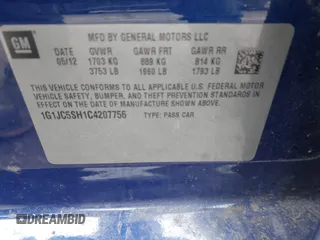 GM
MFD BY GENERAL MOTORS LLC
DATE GVWR GAWR FRT GAWR RR
05/12 1703 KG 889 KG 814 KG
3753 LB 1960 LB 1793 LB
THIS VEHICLE CONFORMS TO ALL APPLICABLE U.S. FEDERAL MOTOR
VEHICLE SAFETY, BUMPER, AND THEFT PREVENTION STANDARDS IN
EFFECT ON THE DATE OF MANUFACTURE SHOWN ABOVE.
1G1JC5SH1C4207756 TYPE: PASS CAR
DREAMBID